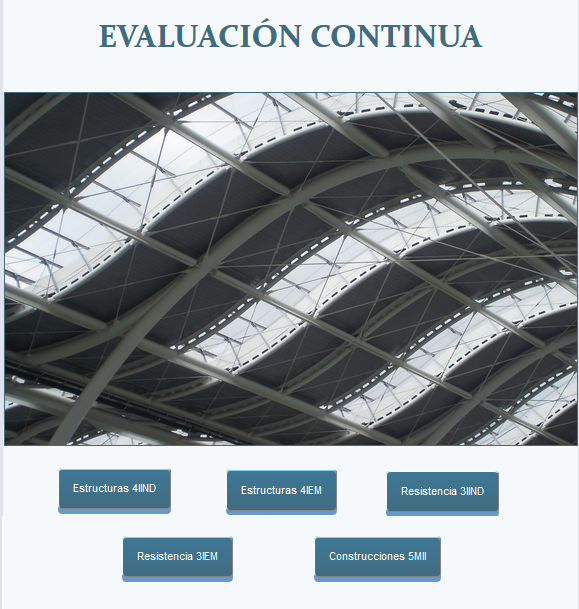 EVALUACIÓN CONTINUA
Estructuras 4IIND
Estructuras 4IEM
Resistencia 3IIND
Resistencia 3IEM
Construcciones 5MII